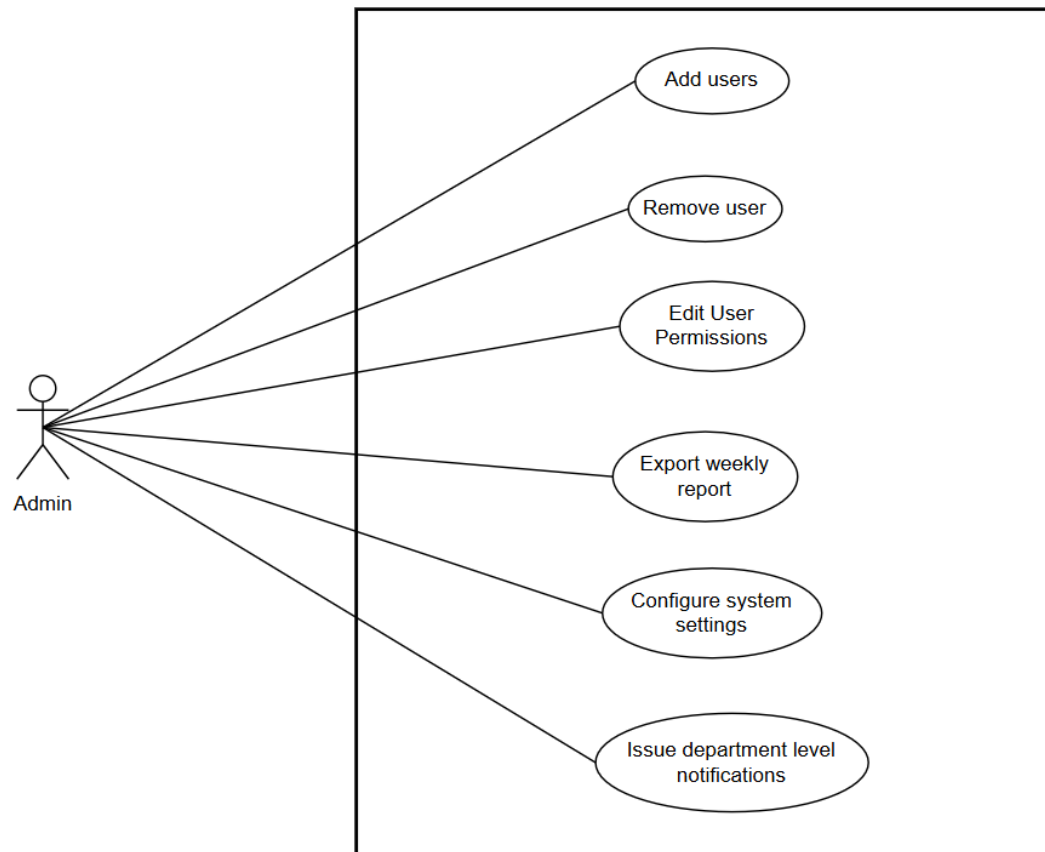 Add users
Remove user
Edit User
Permissions
Export weekly
report
Admin
Configure system
settings
Issue department level
notifications